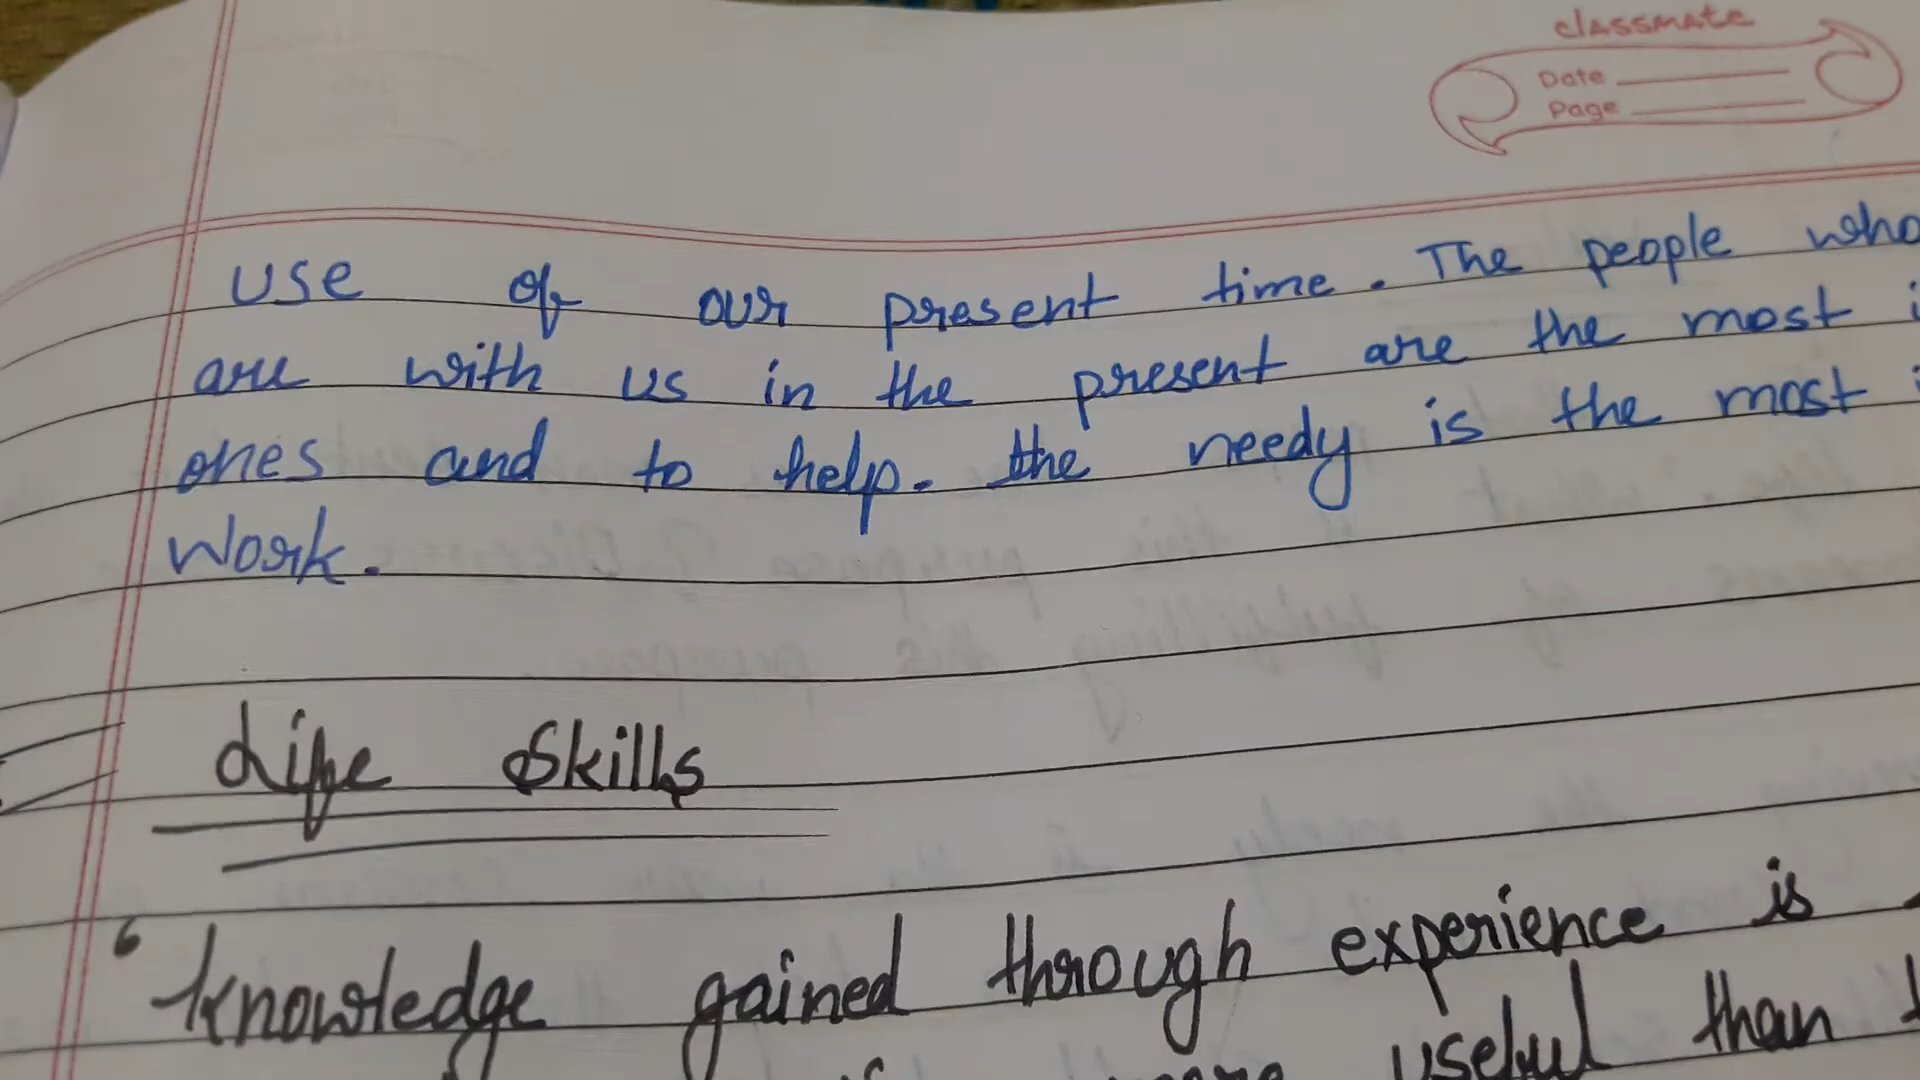 classmate
Date
Page
use of our present time. The people who
are with us in the present are the most
ones and to help. the needy is the most
work.
Life Skills
knowledge gained through experience is
useful than